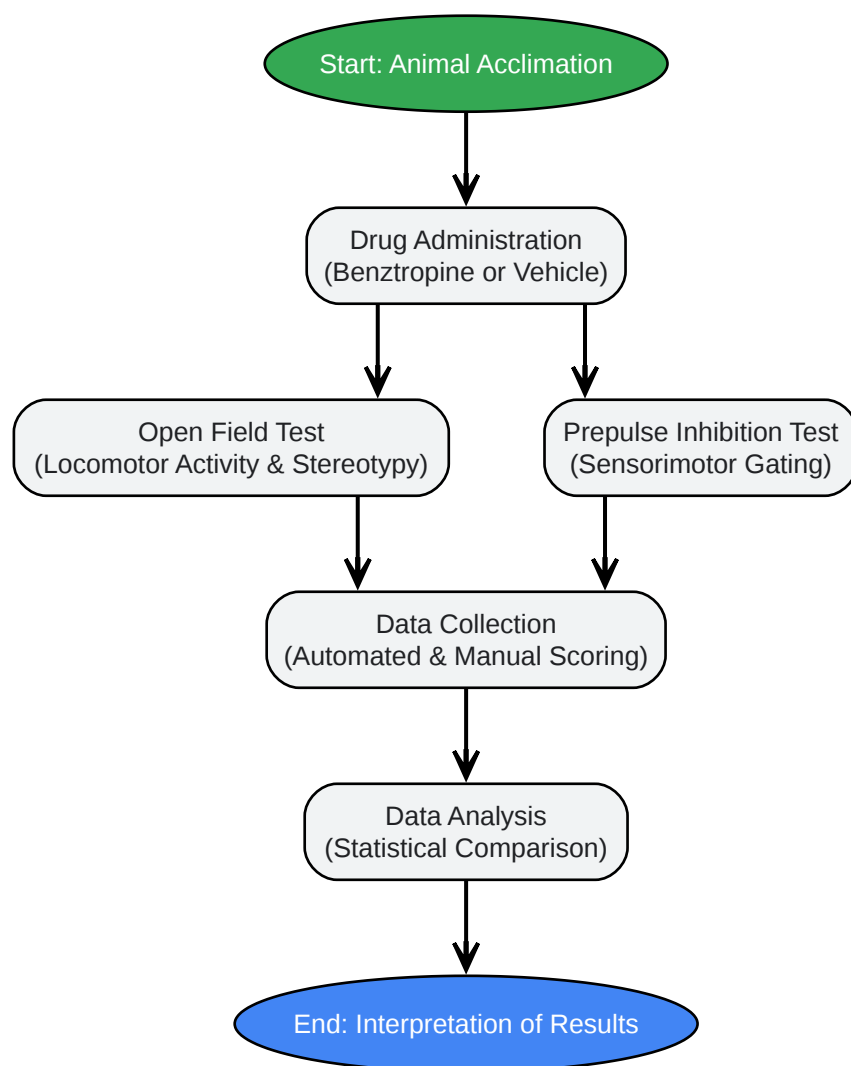 Start: Animal Acclimation
Drug Administration
(Benztropine or Vehicle)
Open Field Test
(Locomotor Activity & Stereotypy)
Prepulse Inhibition Test
(Sensorimotor Gating)
Data Collection
(Automated & Manual Scoring)
Data Analysis
(Statistical Comparison)
End: Interpretation of Results